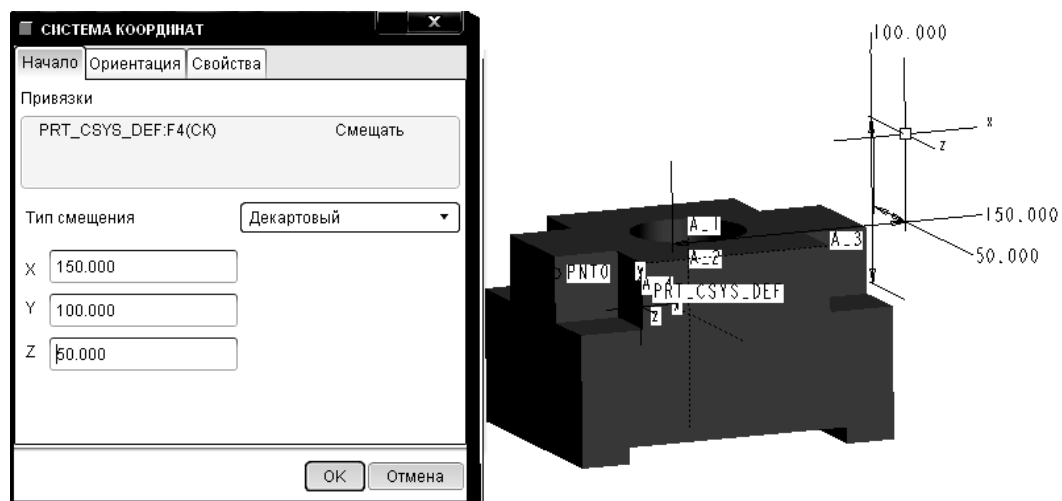 СИСТЕМА КООРДИНАТ
X
Начало Ориентация Свойства
Привязки
PRT_CSYS_DEF:F4(СК) Смещать
Тип смещения Декартовый
X 150.000
Y 100.000
Z 50.000
OK Отмена
100.000
X
Z
150.000
50.000
A_1
A_3
A_2
PNT0
Y
A
PRT_CSYS_DEF
X
Z